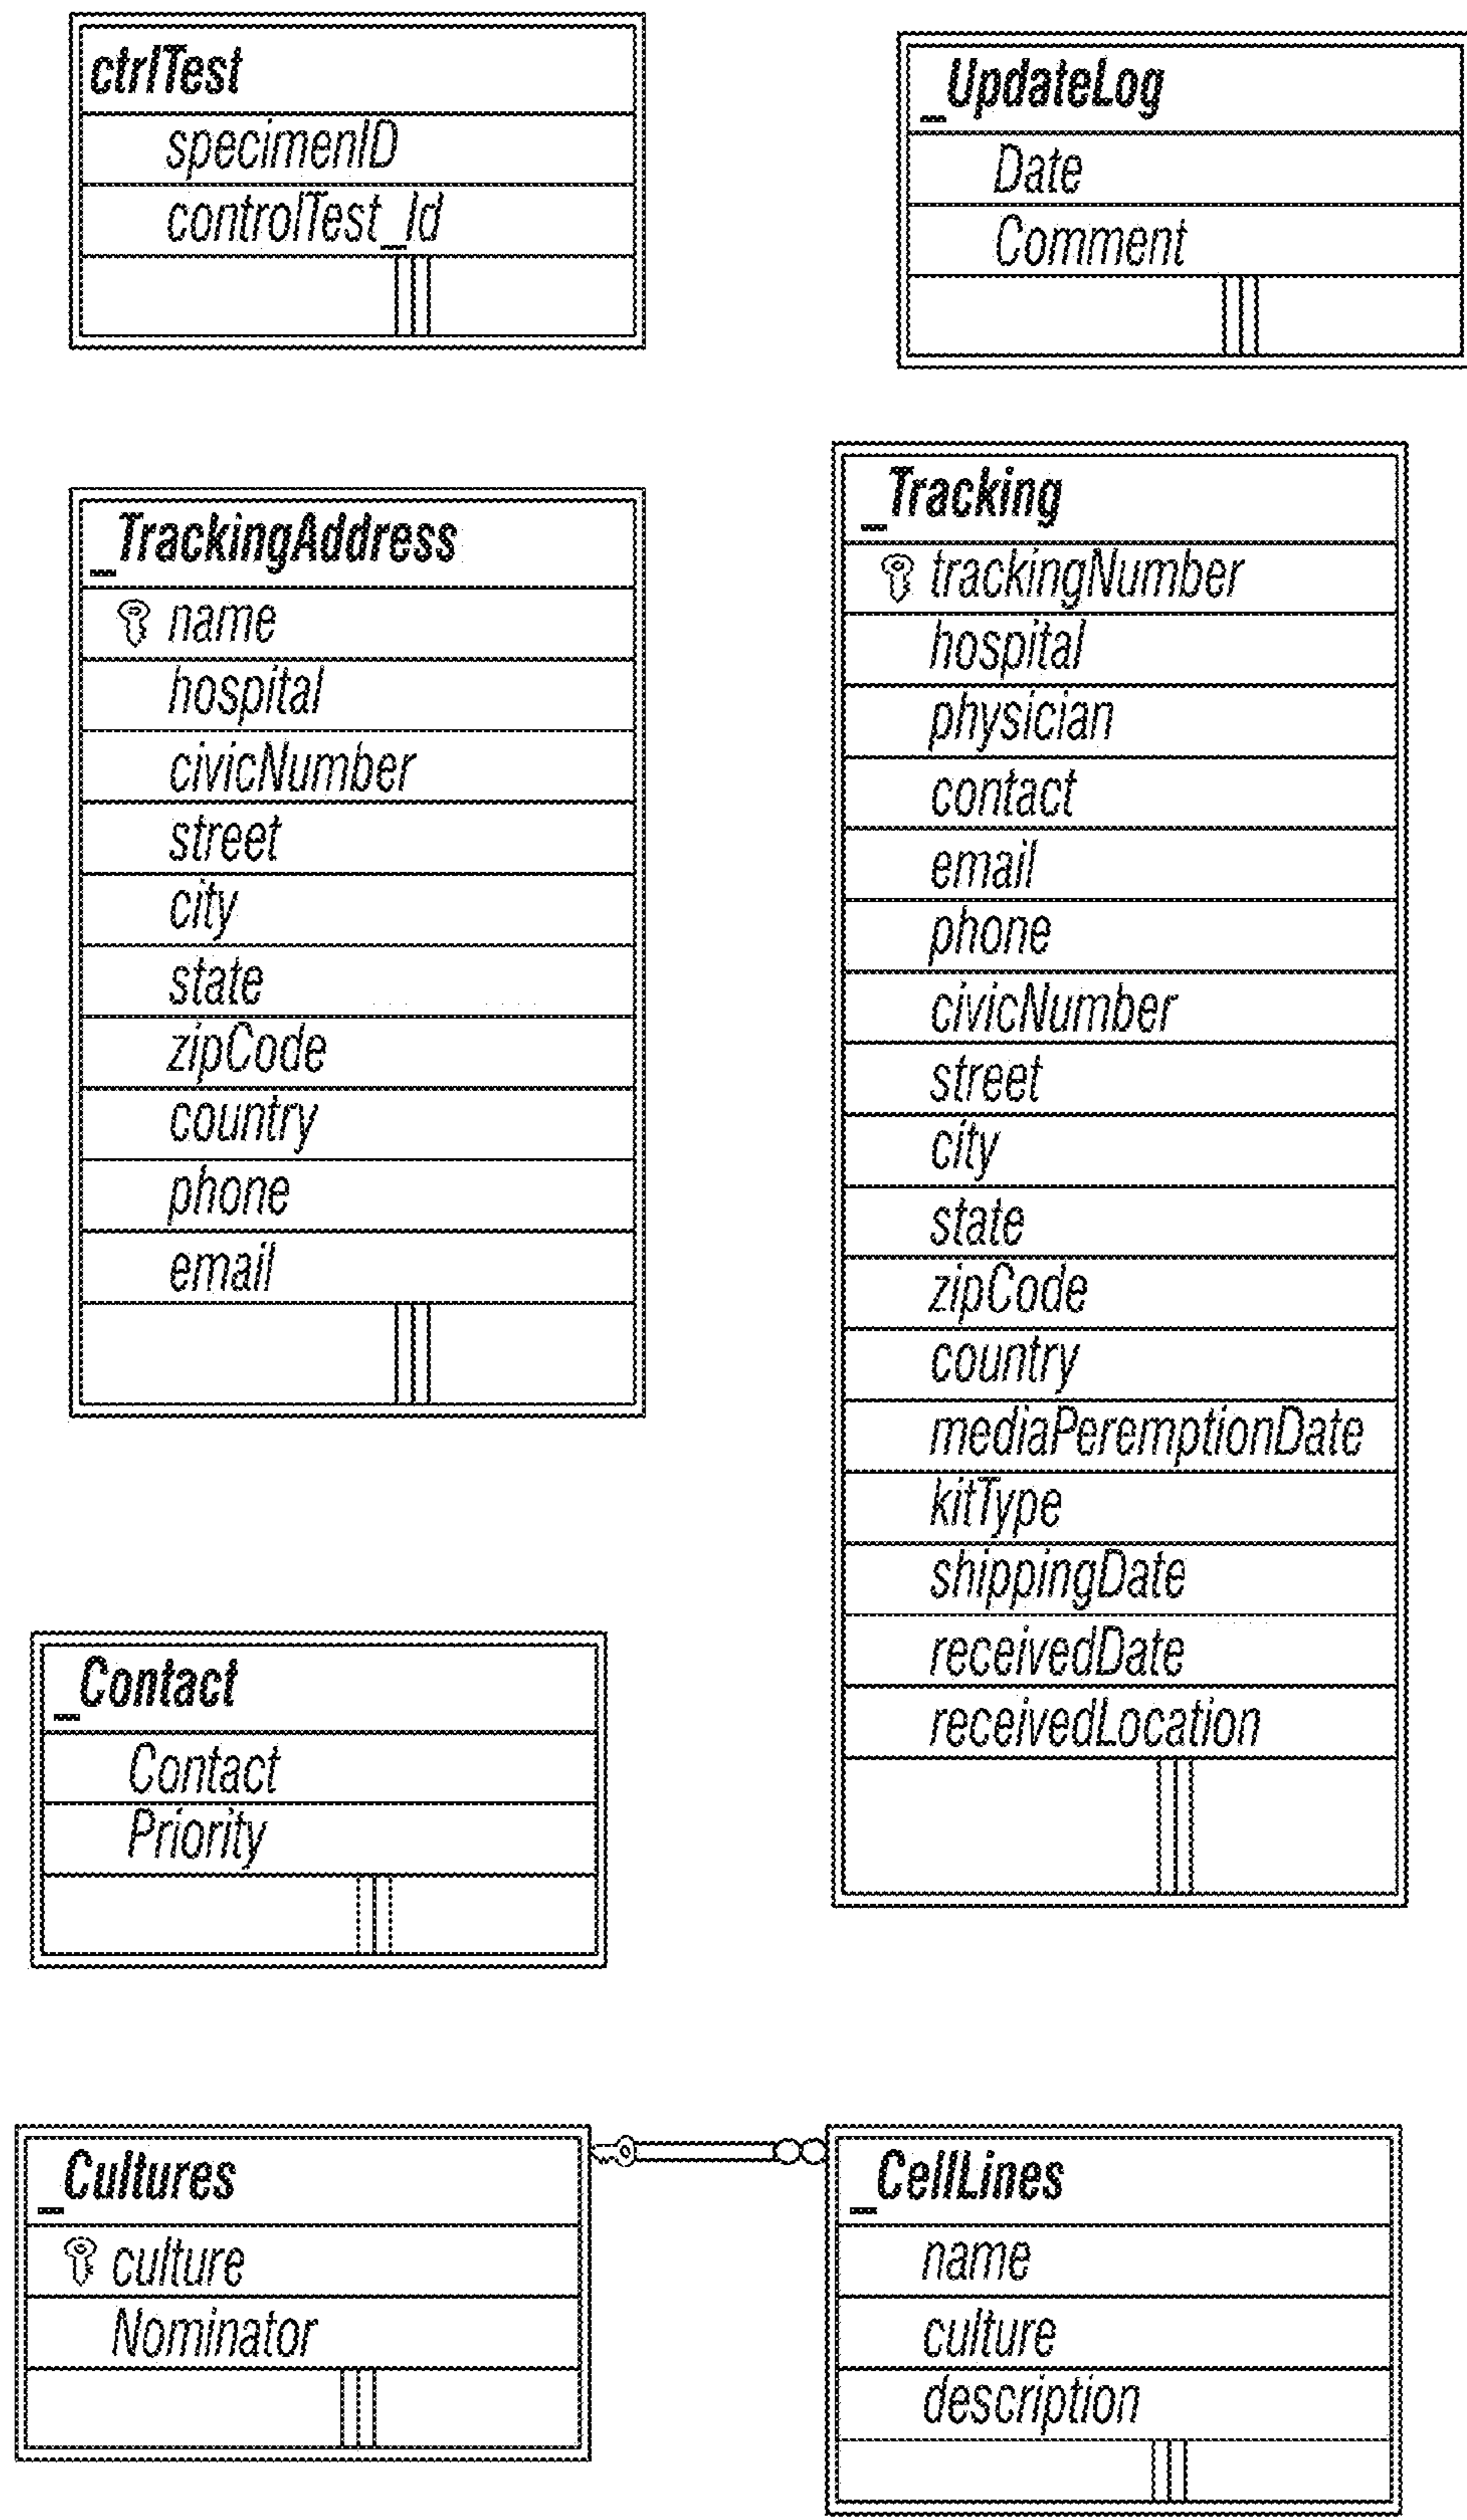 ctrlTest
specimenID
controlTest_Id
_UpdateLog
Date
Comment
_TrackingAddress
name
hospital
civicNumber
street
city
state
zipCode
country
phone
email
_Tracking
trackingNumber
hospital
physician
contact
email
phone
civicNumber
street
city
state
zipCode
country
mediaPeremptionDate
kitType
shippingDate
receivedDate
receivedLocation
_Contact
Contact
Priority
_Cultures
culture
Nominator
_CellLines
name
culture
description